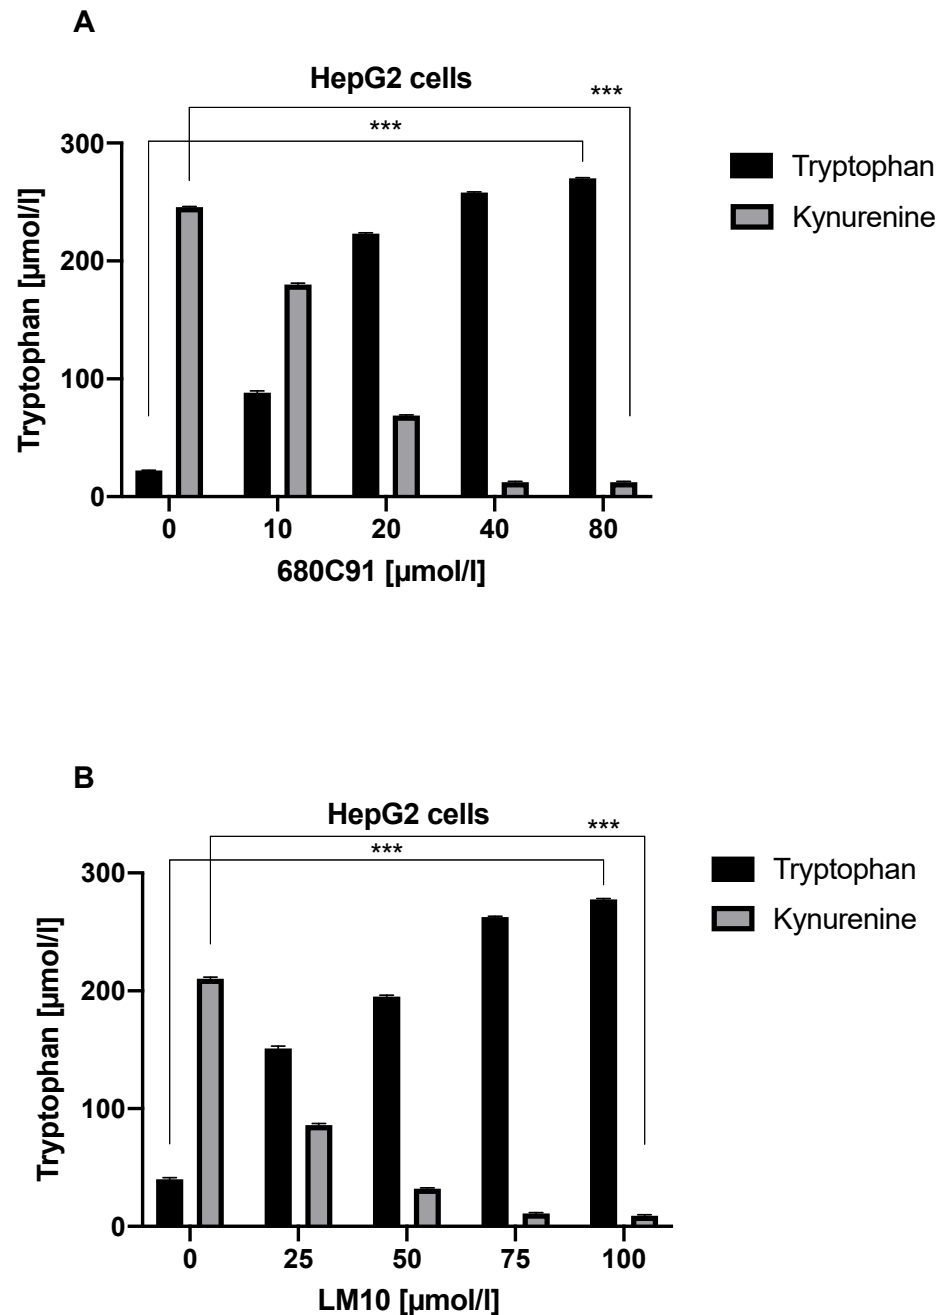 A
HepG2 cells
***
***
Tryptophan [µmol/l]
300
200
100
0
0 10 20 40 80
680C91 [µmol/l]
Tryptophan
Kynurenine
B
HepG2 cells
***
***
Tryptophan [µmol/l]
300
200
100
0
0 25 50 75 100
LM10 [µmol/l]
Tryptophan
Kynurenine